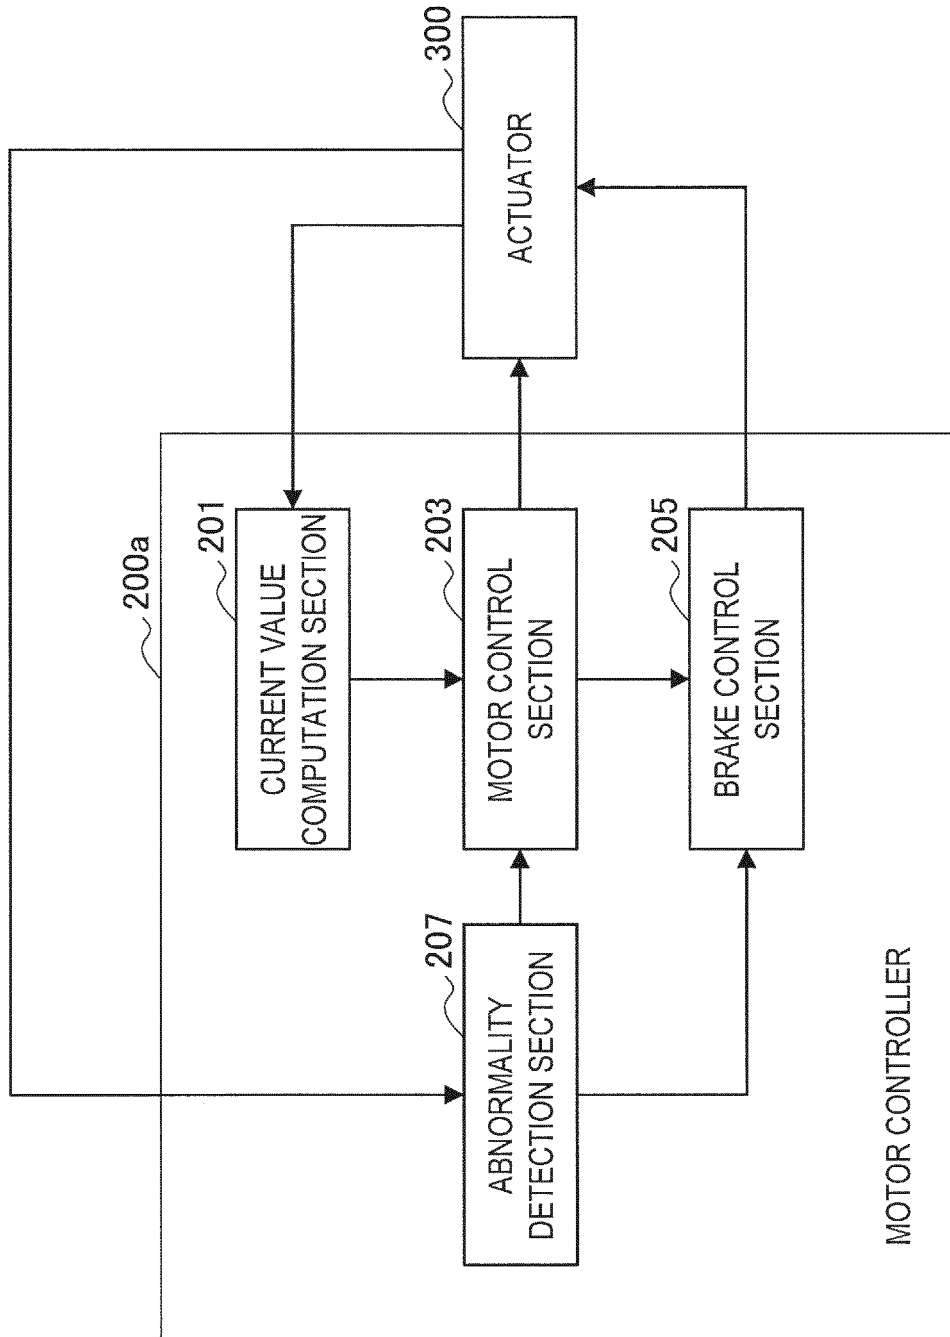 200a
201
CURRENT VALUE
COMPUTATION SECTION
207
ABNORMALITY
DETECTION SECTION
203
MOTOR CONTROL
SECTION
300
ACTUATOR
205
BRAKE CONTROL
SECTION
MOTOR CONTROLLER